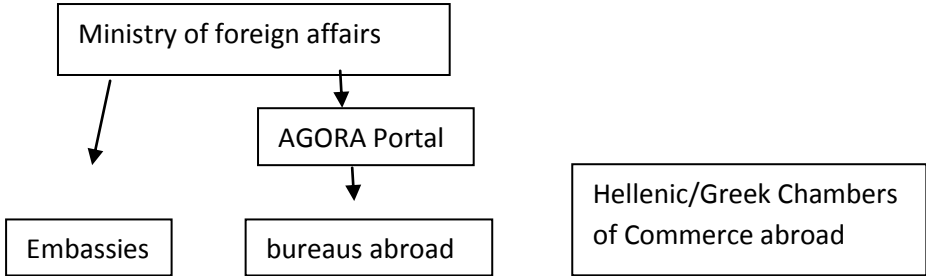 Ministry of foreign affairs
AGORA Portal
Hellenic/Greek Chambers
of Commerce abroad
Embassies
bureaus abroad